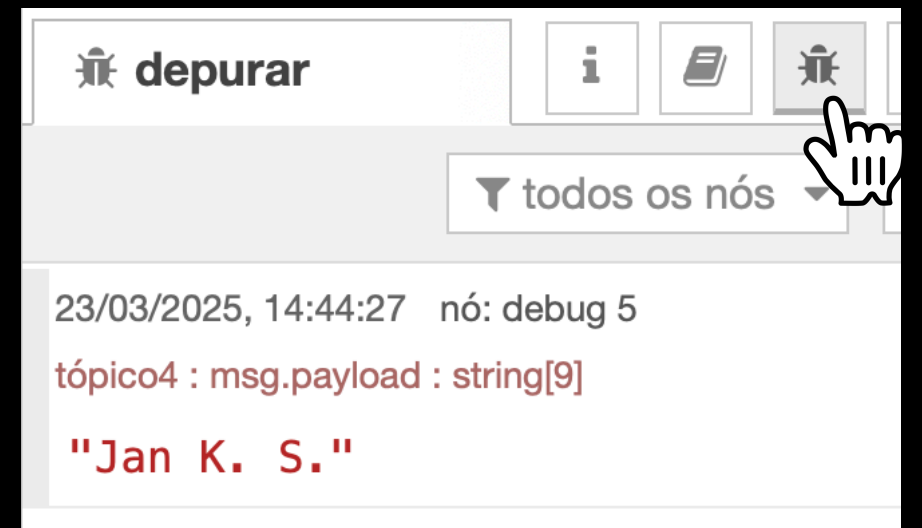 depurar
todos os nós
23/03/2025, 14:44:27 nó: debug 5
tópico4 : msg.payload : string[9]
"Jan K. S."